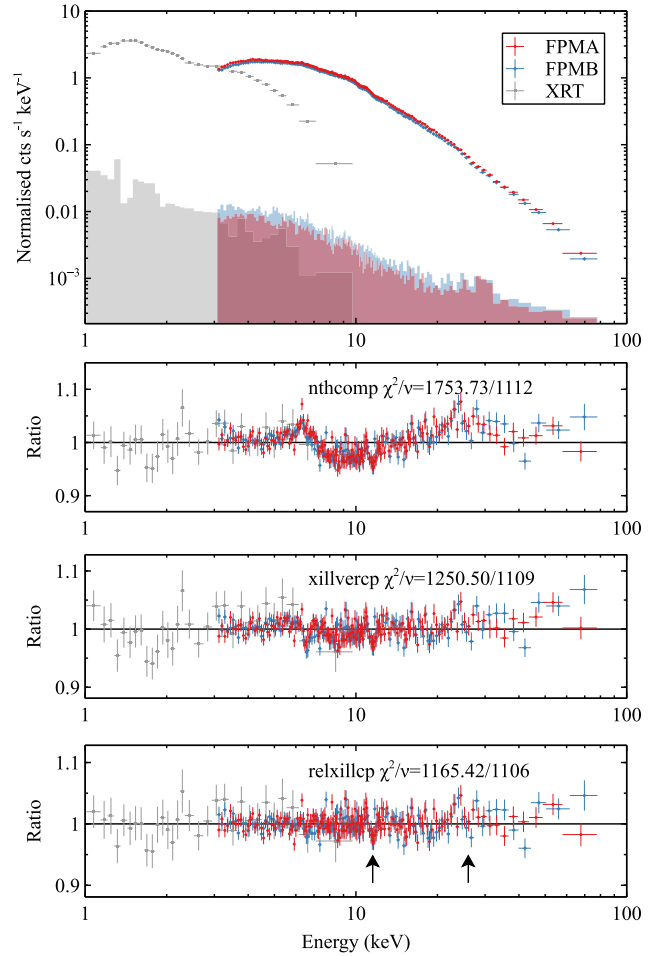 10
1
0.1
0.01
10⁻³
Normalised cts s⁻¹ keV⁻¹
FPMA
FPMB
XRT
1 10 100
nthcomp χ²/ν=1753.73/1112
1.1
1
0.9
Ratio
1 10 100
xillvercp χ²/ν=1250.50/1109
1.1
1
0.9
Ratio
1 10 100
relxillcp χ²/ν=1165.42/1106
1.1
1
0.9
Ratio
1 10 100
Energy (keV)